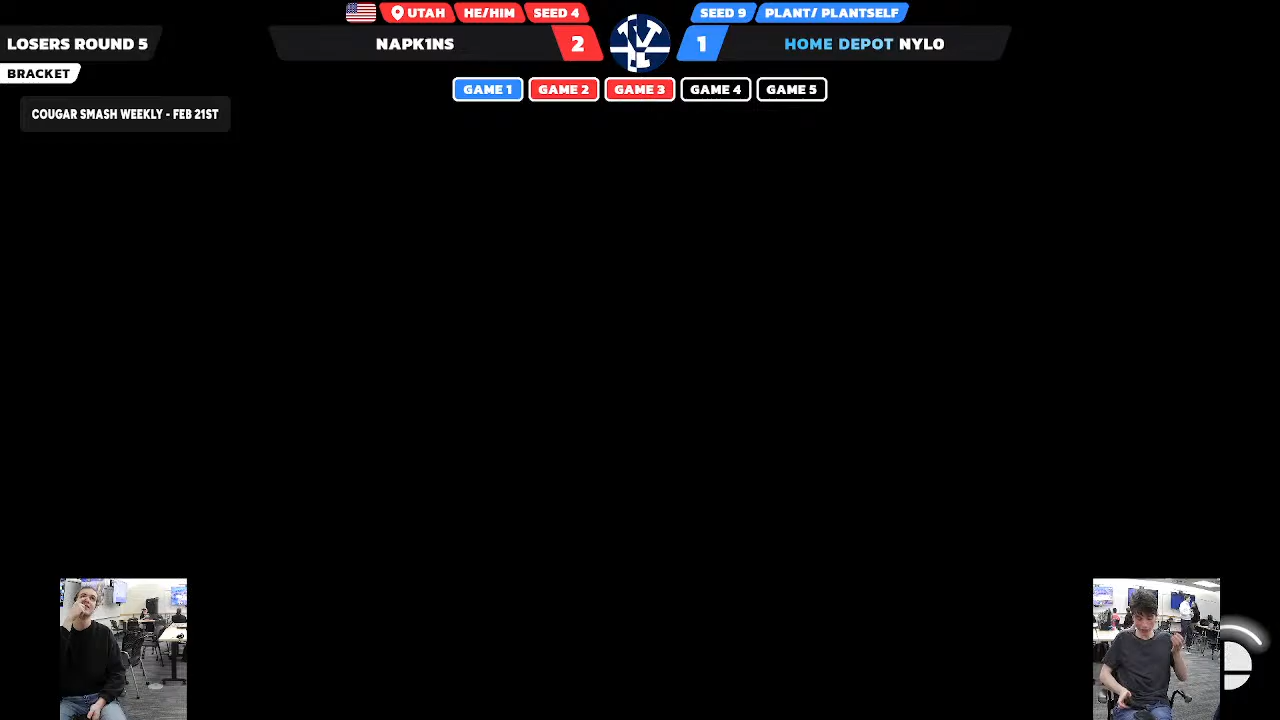 UTAH HE/HIM SEED 4
SEED 9 PLANT/ PLANTSELF
LOSERS ROUND 5
NAPK1NS 2
1 HOME DEPOT NYLO
BRACKET
GAME 1 GAME 2 GAME 3 GAME 4 GAME 5
COUGAR SMASH WEEKLY - FEB 21ST